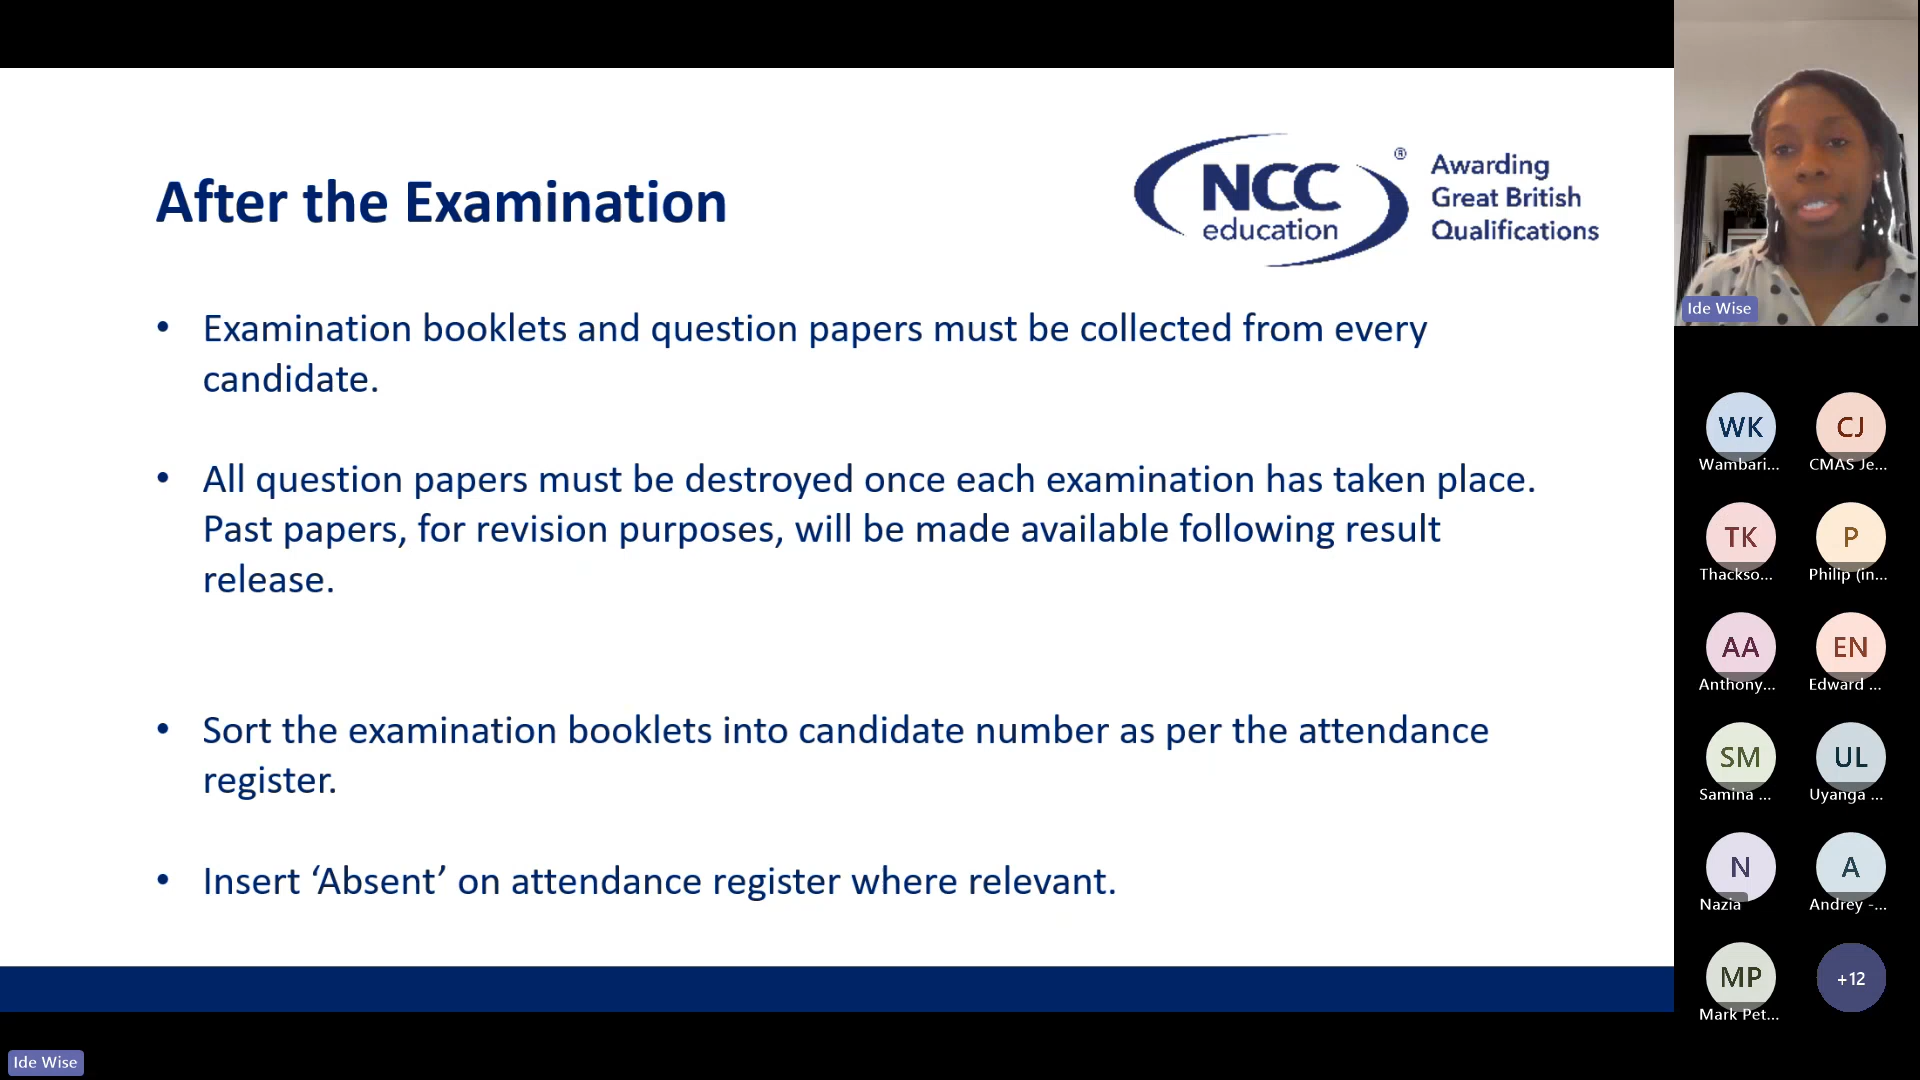 After the Examination
NCC
education
®
Awarding
Great British
Qualifications
• Examination booklets and question papers must be collected from every
candidate.
• All question papers must be destroyed once each examination has taken place.
Past papers, for revision purposes, will be made available following result
release.
• Sort the examination booklets into candidate number as per the attendance
register.
• Insert ‘Absent’ on attendance register where relevant.
Ide Wise
WK
Wambari...
CJ
CMAS Je...
TK
Thackso...
P
Philip (in...
AA
Anthony...
EN
Edward ...
SM
Samina ...
UL
Uyanga ...
N
Nazia
A
Andrey -...
MP
Mark Pet...
+12
Ide Wise